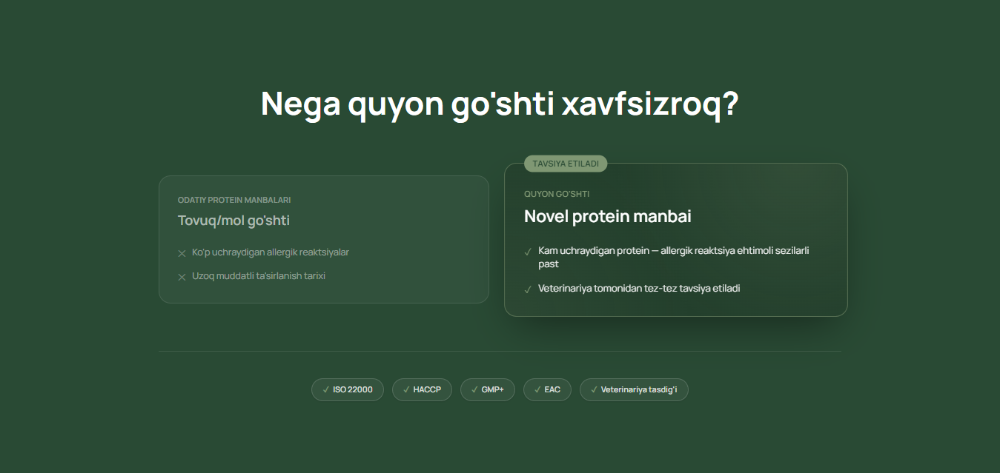 Nega quyon go'shti xavfsizroq?
ODATIY PROTEIN MANBALARI
Tovuq/mol go'shti
Ko'p uchraydigan allergik reaktsiyalar
Uzoq muddatli ta'sirlanish tarixi
TAVSIYA ETILADI
QUYON GO'SHTI
Novel protein manbai
Kam uchraydigan protein — allergik reaktsiya ehtimoli sezilarli
past
Veterinariya tomonidan tez-tez tavsiya etiladi
ISO 22000
HACCP
GMP+
EAC
Veterinariya tasdig'i